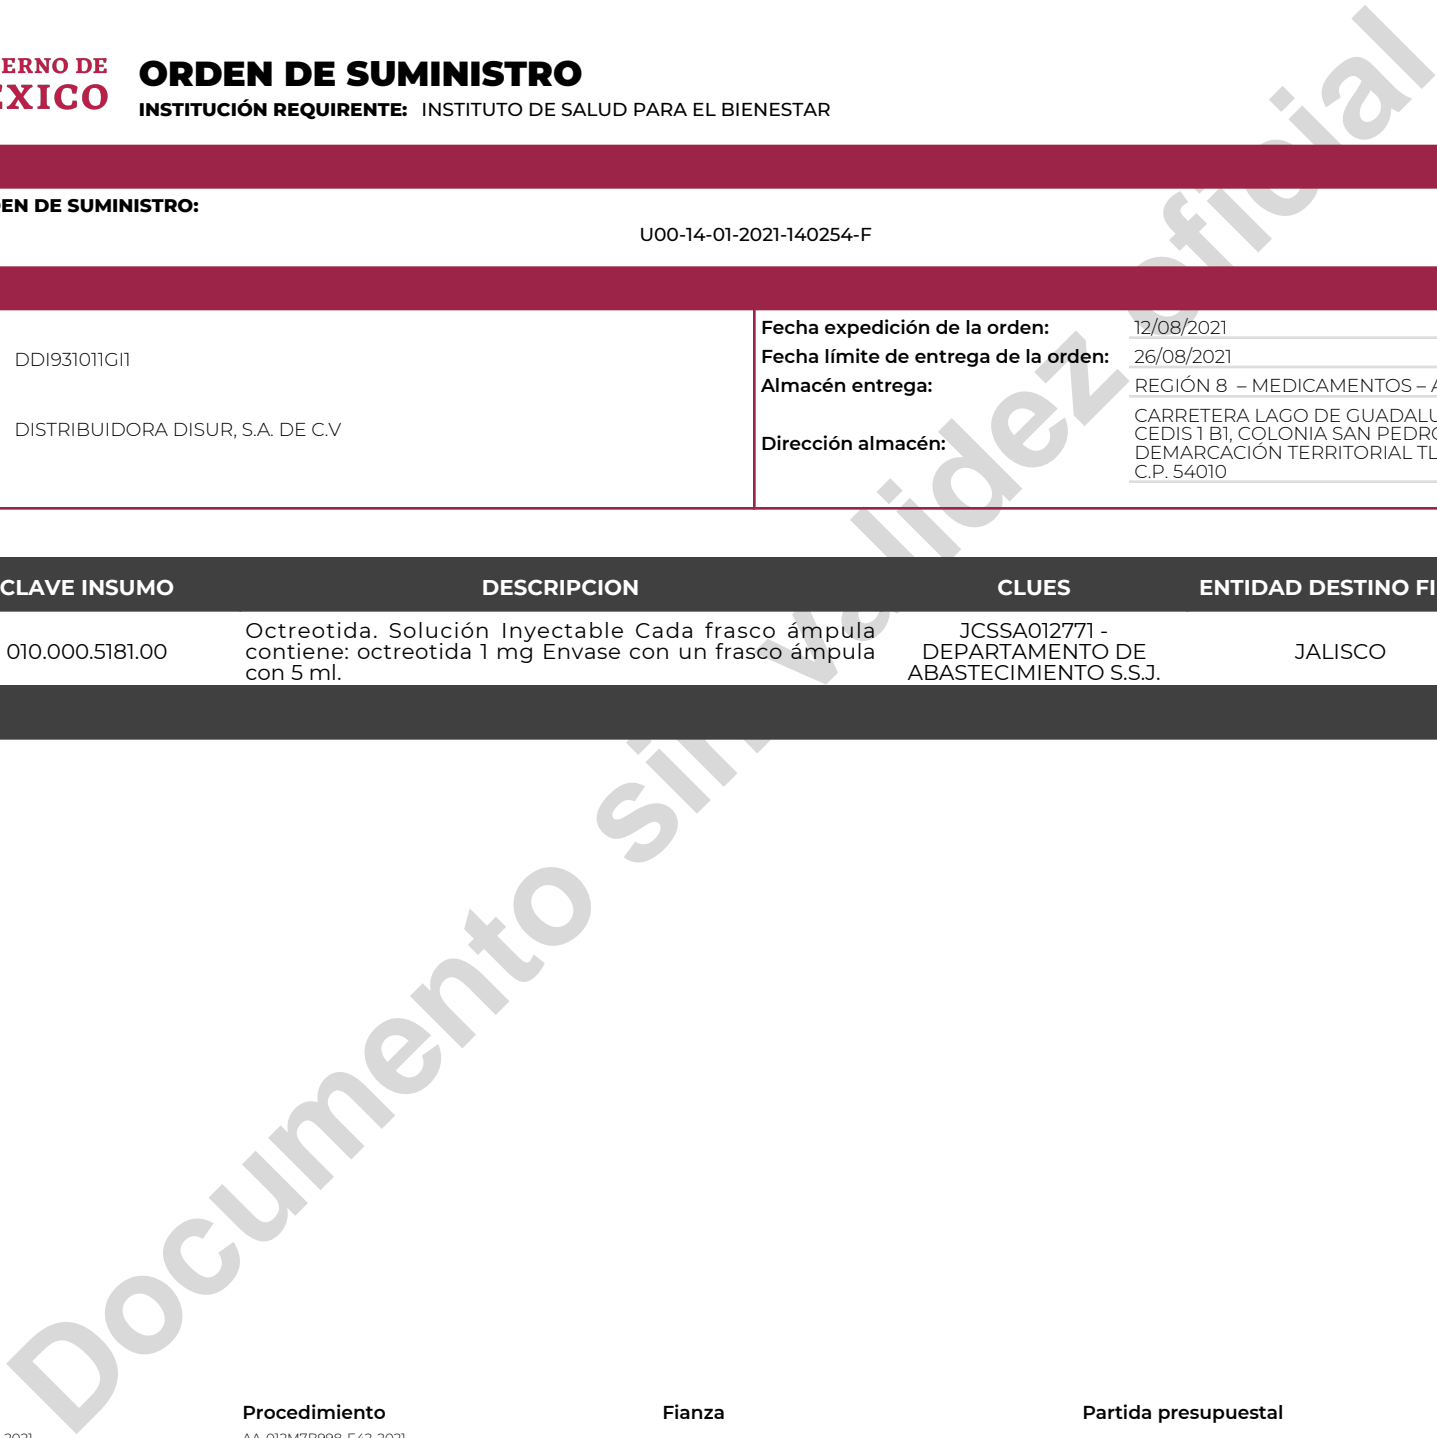 ERNO DE
ORDEN DE SUMINISTRO
XICO
INSTITUCIÓN REQUIRENTE: INSTITUTO DE SALUD PARA EL BIENESTAR
EN DE SUMINISTRO:
U00-14-01-2021-140254-F
Fecha expedición de la orden: 12/08/2021
DDI931011GI1
Fecha límite de entrega de la orden: 26/08/2021
Almacén entrega: REGIÓN 8 – MEDICAMENTOS – A
DISTRIBUIDORA DISUR, S.A. DE C.V
Dirección almacén:
CARRETERA LAGO DE GUADALU
CEDIS 1 B1, COLONIA SAN PEDRO
DEMARCACIÓN TERRITORIAL TL
C.P. 54010
CLAVE INSUMO DESCRIPCION CLUES ENTIDAD DESTINO FI
010.000.5181.00
Octreotida. Solución Inyectable Cada frasco ámpula
contiene: octreotida 1 mg Envase con un frasco ámpula
con 5 ml.
JCSSA012771 -
DEPARTAMENTO DE
ABASTECIMIENTO S.S.J.
JALISCO
Documento sin validez oficial
Procedimiento Fianza Partida presupuestal